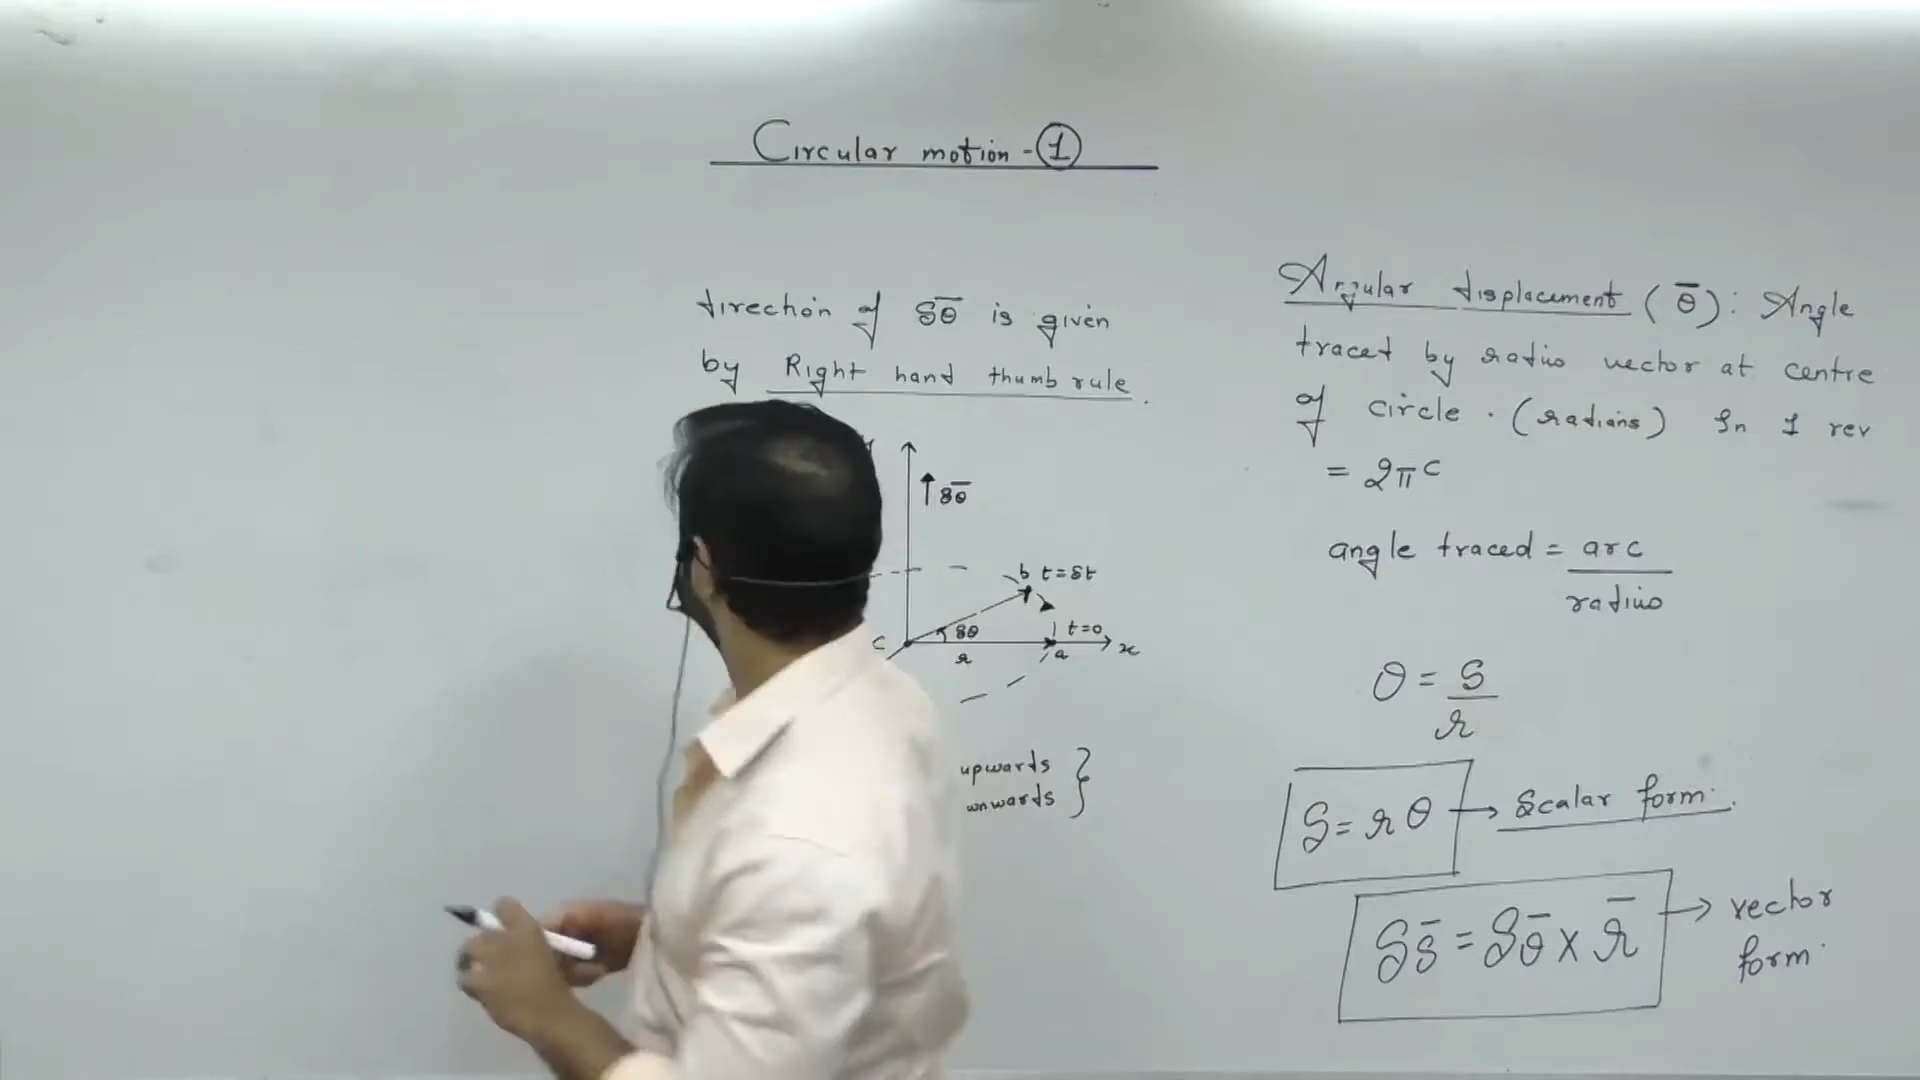 Circular motion - ①
direction of δθ̅ is given
by Right hand thumb rule.
↑ δθ̅
b t=δt
δθ
t=0
c
r
a
x
upwards }
wnwards
Angular displacement (θ̅): Angle
traced by radius vector at centre
of circle. (radians) In 1 rev
= 2πᶜ
angle traced = arc
radius
θ = S
r
S = rθ → Scalar form.
δs̅ = δθ̅ × r̅ → vector
form.